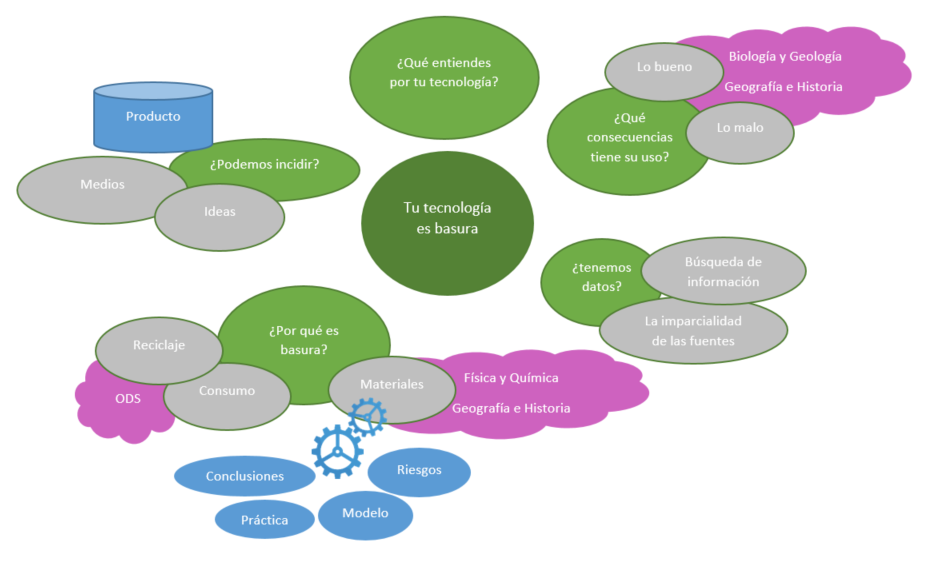 ¿Qué entiendes
por tu tecnología?
Lo bueno
Biología y Geología
Geografía e Historia
¿Qué
consecuencias
tiene su uso?
Lo malo
Producto
¿Podemos incidir?
Medios
Ideas
Tu tecnología
es basura
¿tenemos
datos?
Búsqueda de
información
La imparcialidad
de las fuentes
¿Por qué es
basura?
Reciclaje
Consumo
ODS
Materiales
Física y Química
Geografía e Historia
Conclusiones
Riesgos
Práctica
Modelo